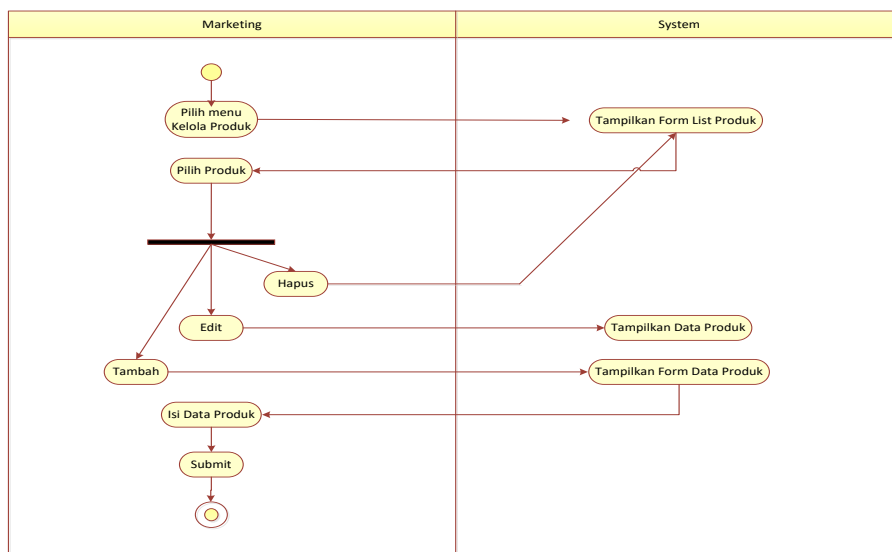 Marketing
System
Pilih menu
Kelola Produk
Tampilkan Form List Produk
Pilih Produk
Hapus
Edit
Tampilkan Data Produk
Tambah
Tampilkan Form Data Produk
Isi Data Produk
Submit